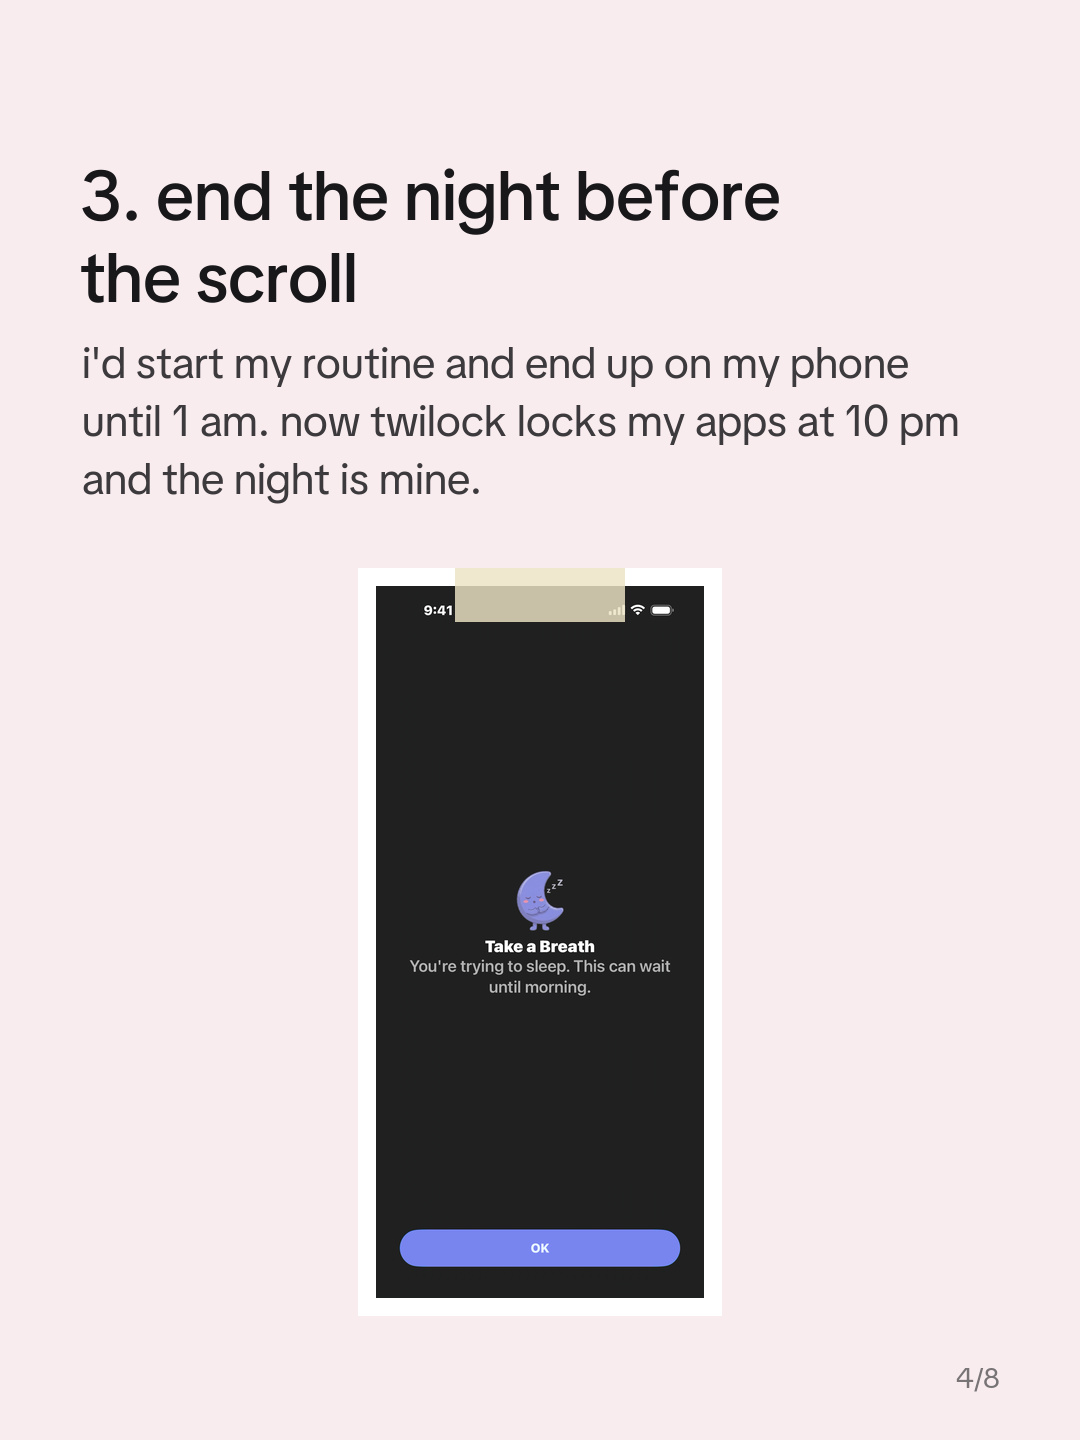 3. end the night before
the scroll
i'd start my routine and end up on my phone
until 1 am. now twilock locks my apps at 10 pm
and the night is mine.
9:41
z z z
Take a Breath
You're trying to sleep. This can wait
until morning.
OK
4/8